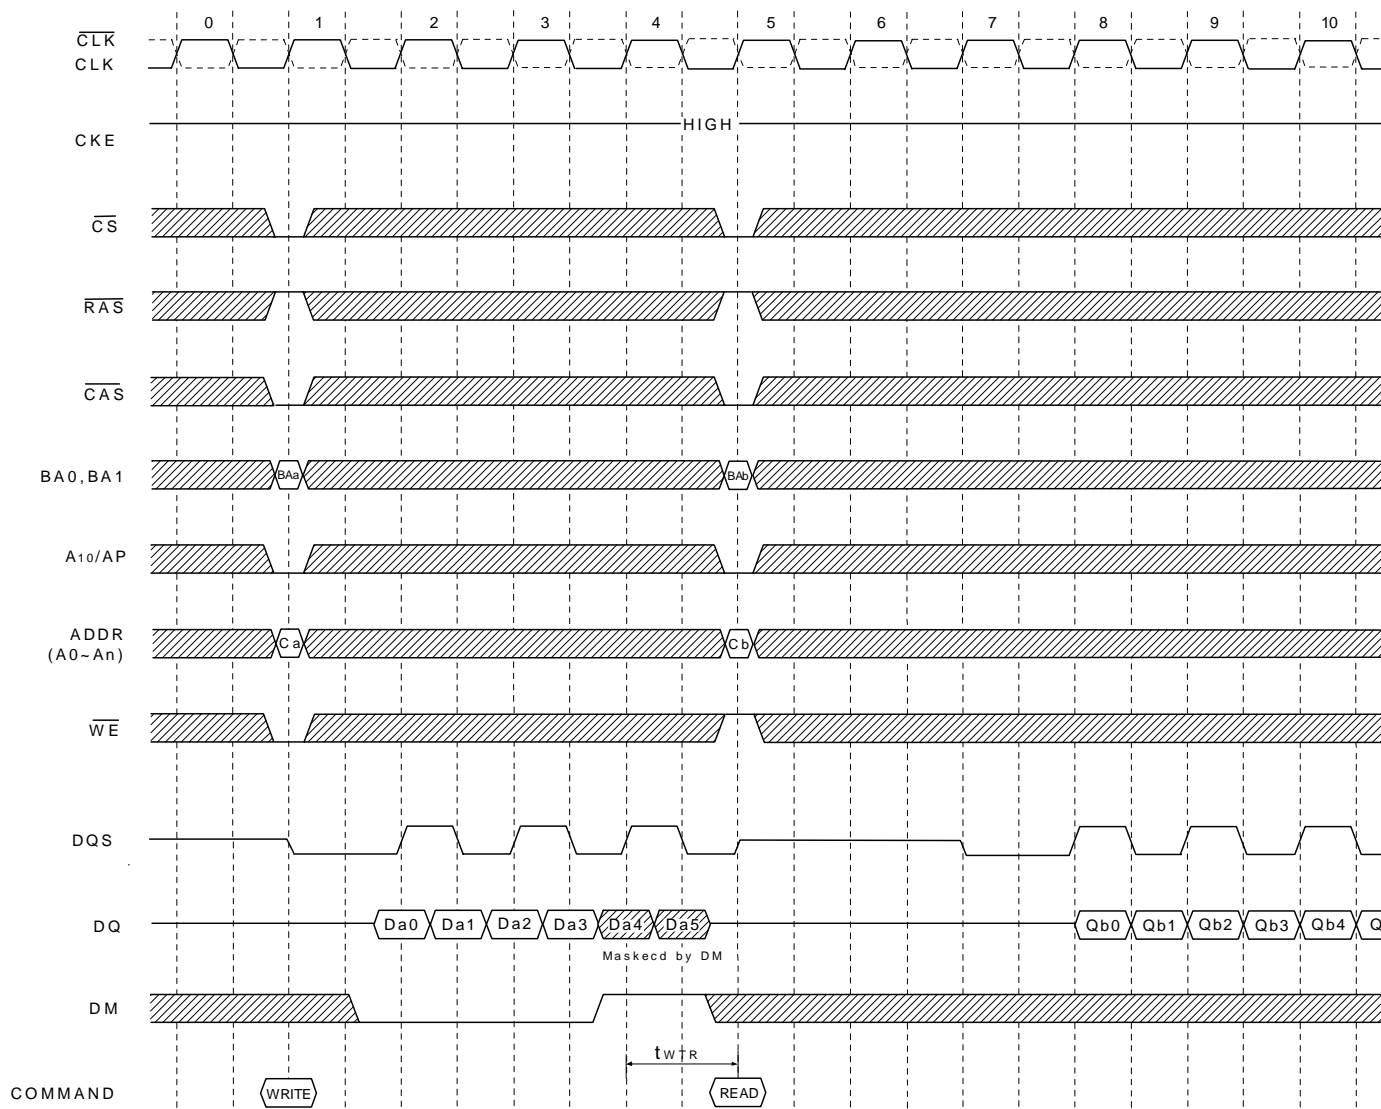 0 1 2 3 4 5 6 7 8 9 10
CLK
CLK
HIGH
CKE
CS
RAS
CAS
BA0,BA1 BAa BAb
A10/AP
ADDR Ca Cb
(A0~An)
WE
DQS
DQ Da0 Da1 Da2 Da3 Da4 Da5 Qb0 Qb1 Qb2 Qb3 Qb4 Q
Maskecd by DM
DM
tWTR
COMMAND WRITE READ